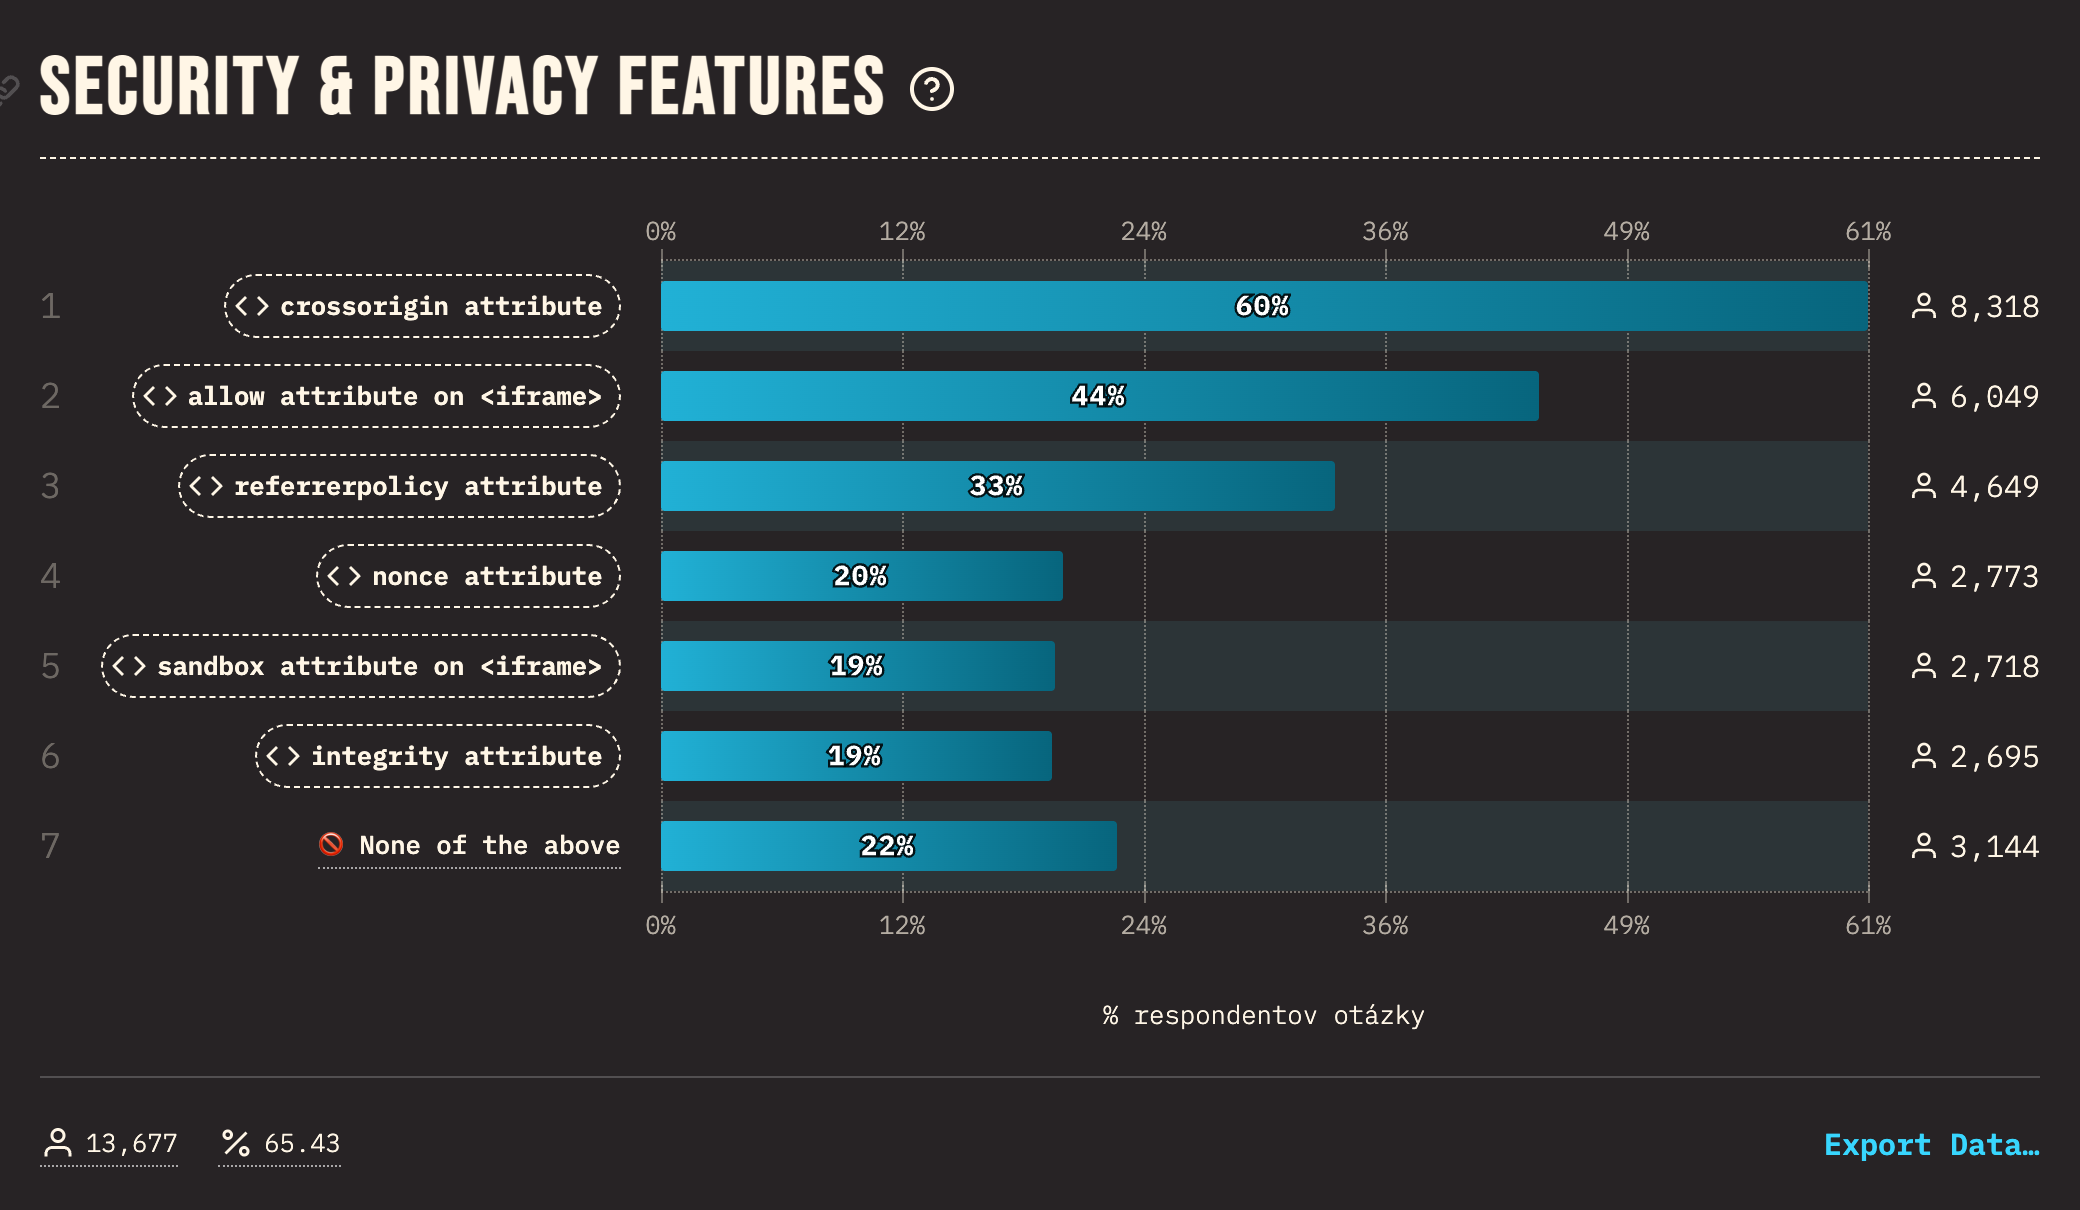 SECURITY & PRIVACY FEATURES
0% 12% 24% 36% 49% 61%
1 <> crossorigin attribute 60% 8,318
2 <> allow attribute on <iframe> 44% 6,049
3 <> referrerpolicy attribute 33% 4,649
4 <> nonce attribute 20% 2,773
5 <> sandbox attribute on <iframe> 19% 2,718
6 <> integrity attribute 19% 2,695
7 None of the above 22% 3,144
0% 12% 24% 36% 49% 61%
% respondentov otázky
13,677 % 65.43 Export Data…